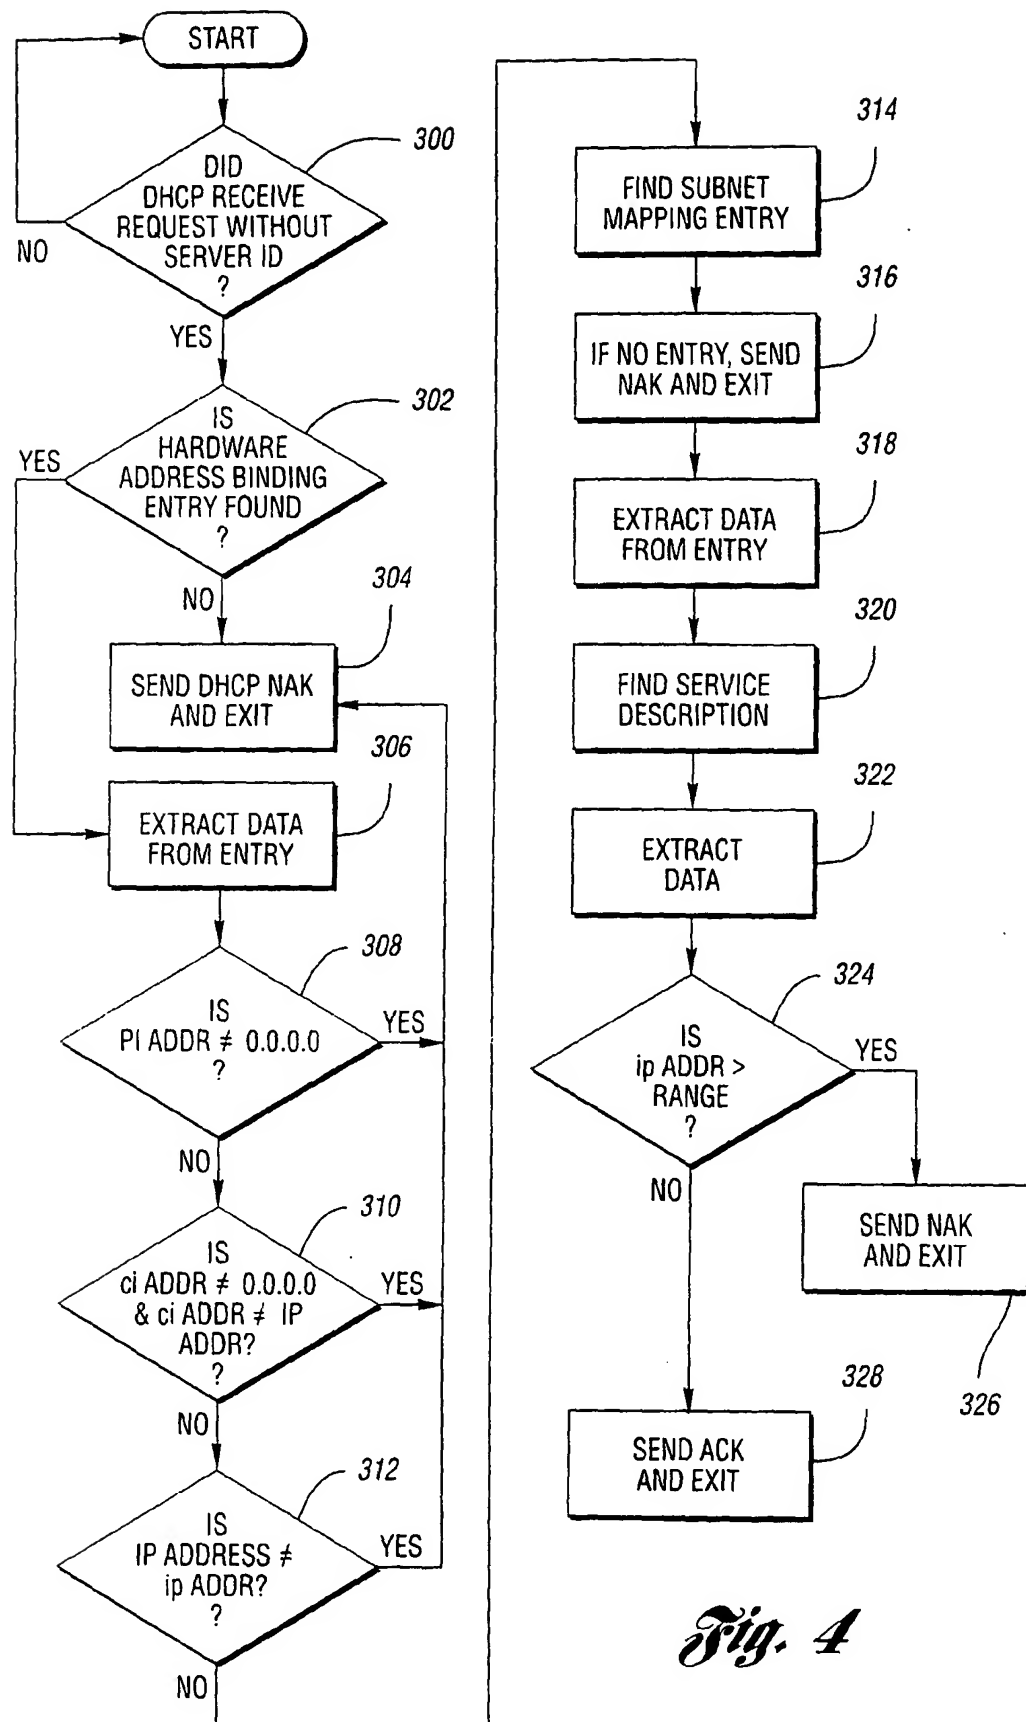 START
300
DID
DHCP RECEIVE
REQUEST WITHOUT
SERVER ID
?
NO
YES
302
IS
HARDWARE
ADDRESS BINDING
ENTRY FOUND
?
YES
NO
304
SEND DHCP NAK
AND EXIT
306
EXTRACT DATA
FROM ENTRY
308
IS
PI ADDR ≠ 0.0.0.0
?
YES
NO
310
IS
ci ADDR ≠ 0.0.0.0
& ci ADDR ≠ IP
ADDR?
?
YES
NO
312
IS
IP ADDRESS ≠
ip ADDR?
?
YES
NO
314
FIND SUBNET
MAPPING ENTRY
316
IF NO ENTRY, SEND
NAK AND EXIT
318
EXTRACT DATA
FROM ENTRY
320
FIND SERVICE
DESCRIPTION
322
EXTRACT
DATA
324
IS
ip ADDR >
RANGE
?
YES
NO
SEND NAK
AND EXIT
326
328
SEND ACK
AND EXIT
Fig. 4